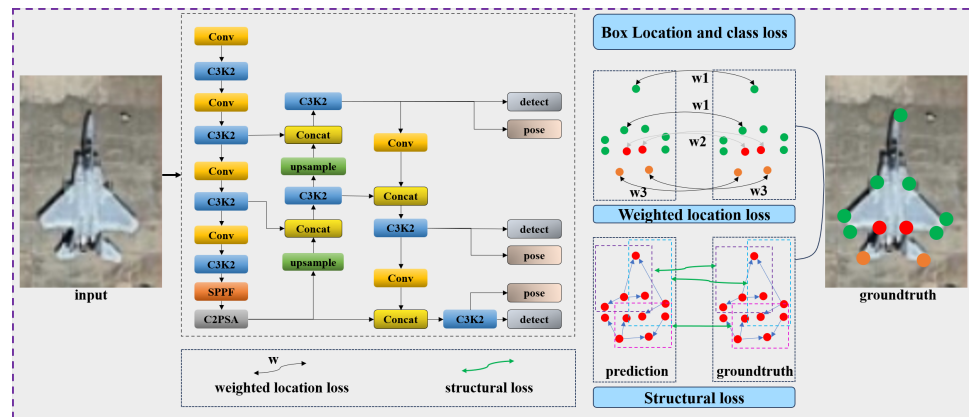 input
Conv
C3K2
Conv
C3K2
Conv
C3K2
Conv
C3K2
SPPF
C2PSA
C3K2
Concat
upsample
C3K2
Concat
upsample
Conv
Concat
C3K2
Conv
Concat
C3K2
detect
pose
detect
pose
pose
detect
w
weighted location loss
structural loss
Box Location and class loss
w1
w1
w2
w3
w3
Weighted location loss
prediction
groundtruth
Structural loss
groundtruth